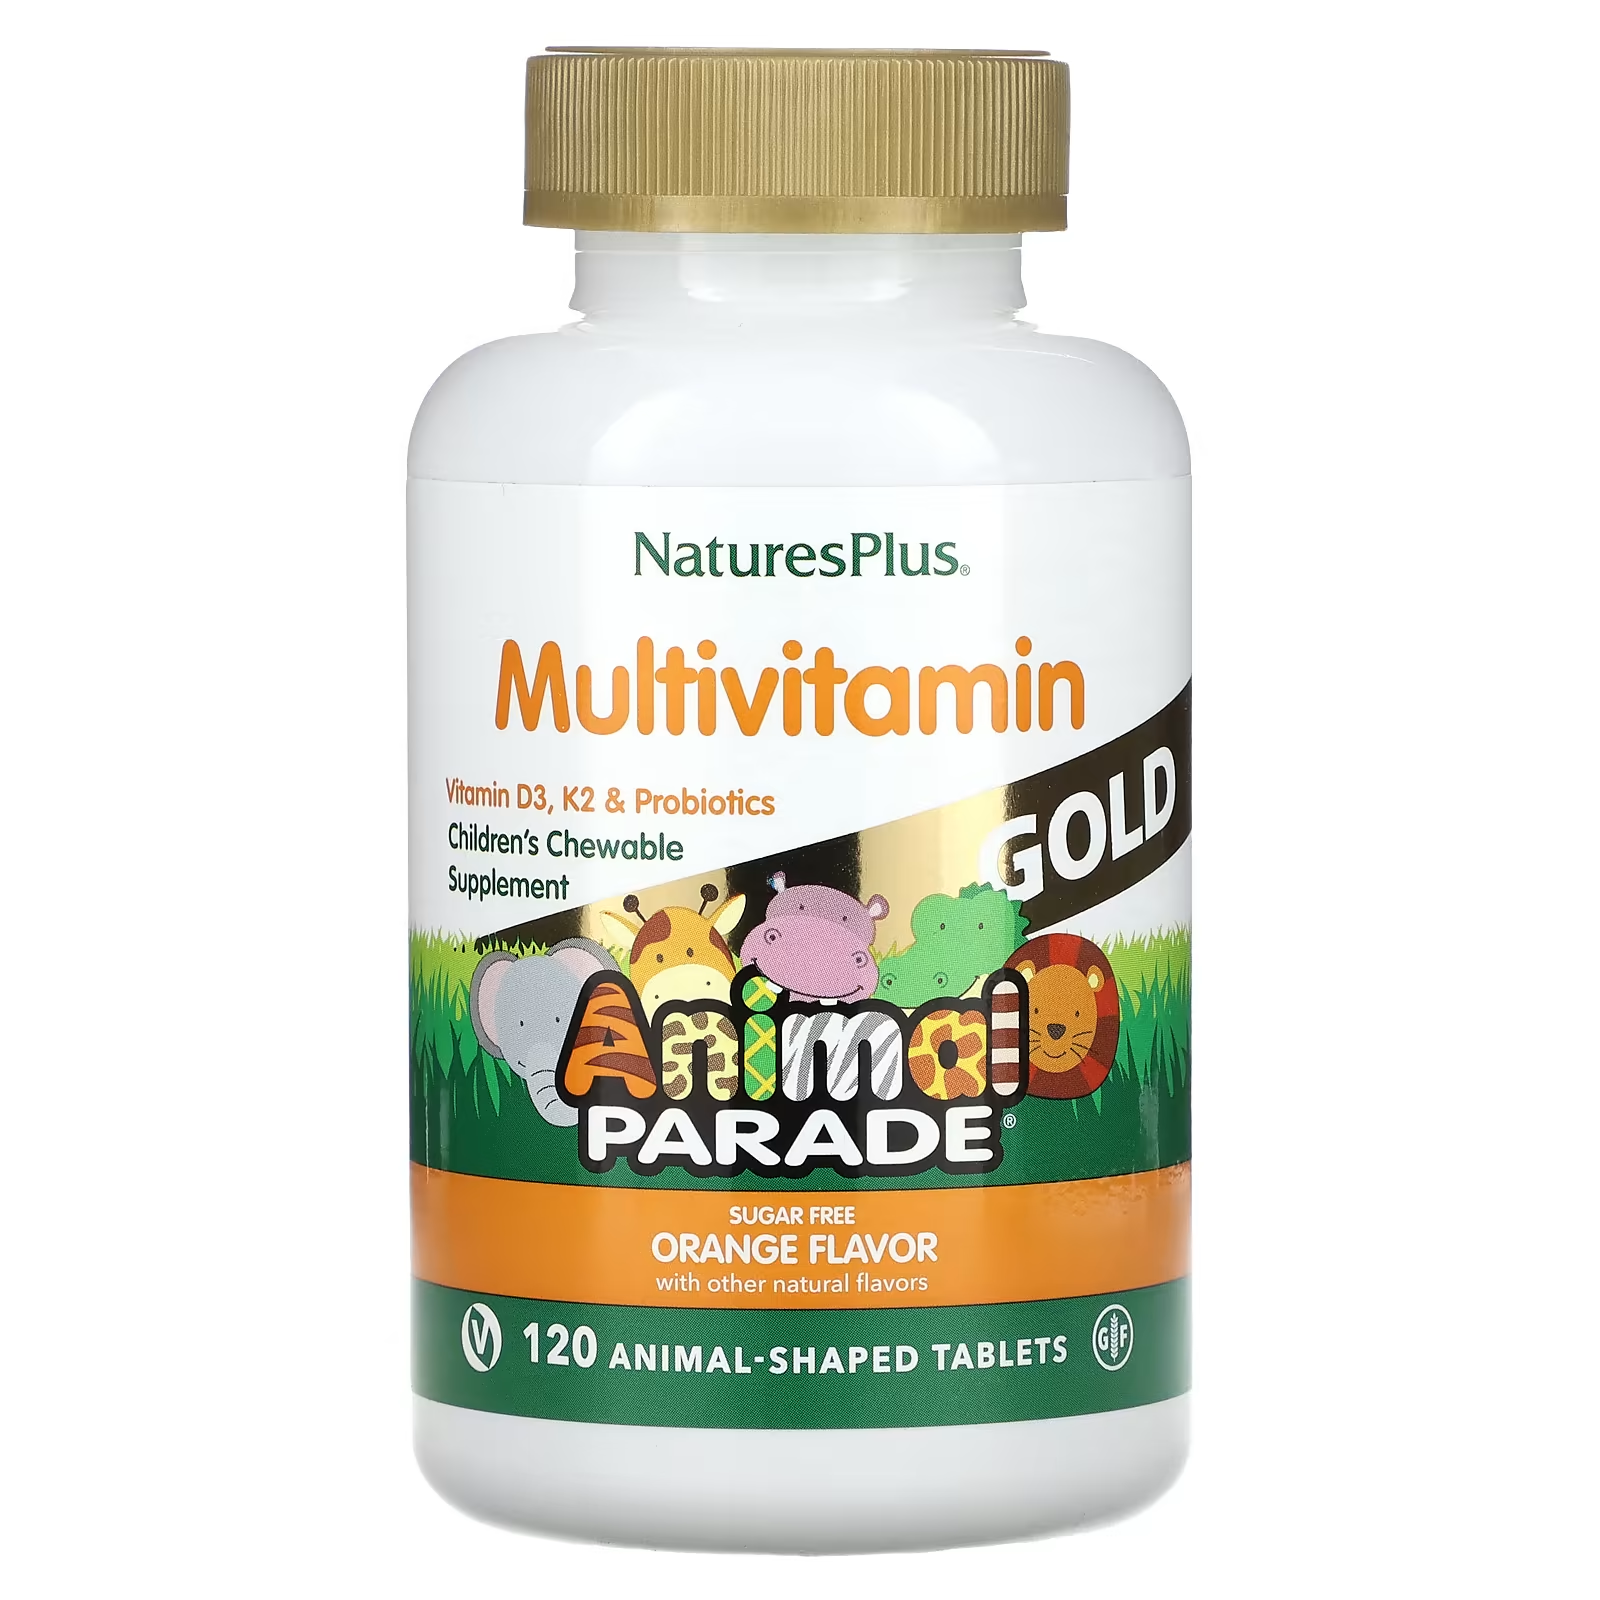 NaturesPlus®
Multivitamin
Vitamin D3, K2 & Probiotics
Children's Chewable
Supplement
GOLD
Animal
PARADE®
SUGAR FREE
ORANGE FLAVOR
with other natural flavors
V 120 ANIMAL-SHAPED TABLETS GF